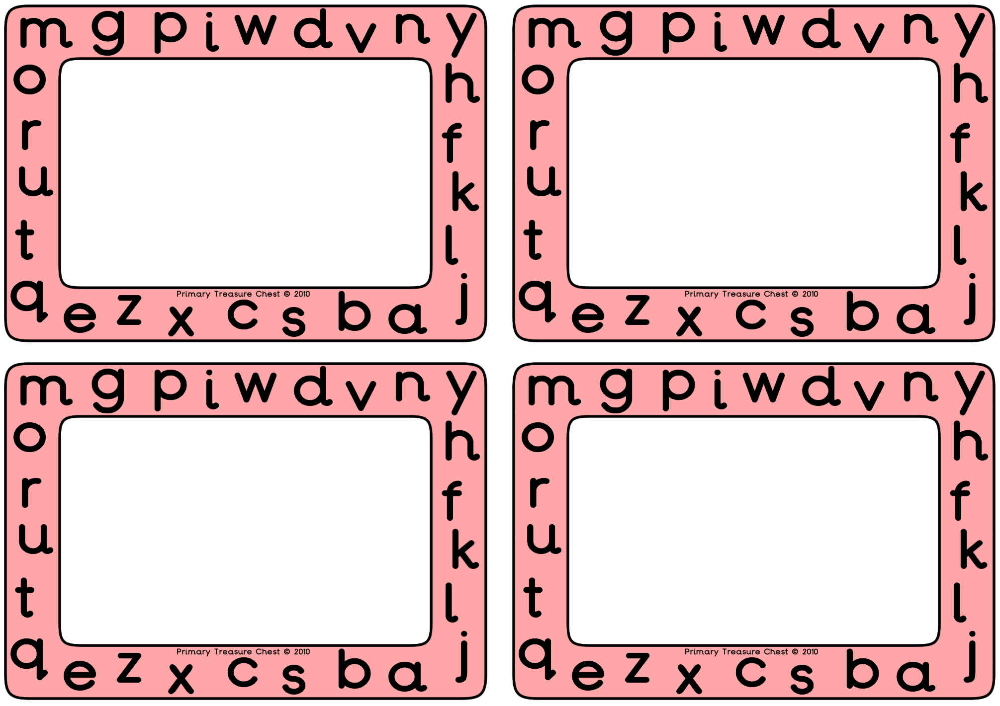 m g p i w d v n y
o h
r f
u k
t l
q j
Primary Treasure Chest © 2010
e z x c s b a
m g p i w d v n y
o h
r f
u k
t l
q j
Primary Treasure Chest © 2010
e z x c s b a
m g p i w d v n y
o h
r f
u k
t l
q j
Primary Treasure Chest © 2010
e z x c s b a
m g p i w d v n y
o h
r f
u k
t l
q j
Primary Treasure Chest © 2010
e z x c s b a